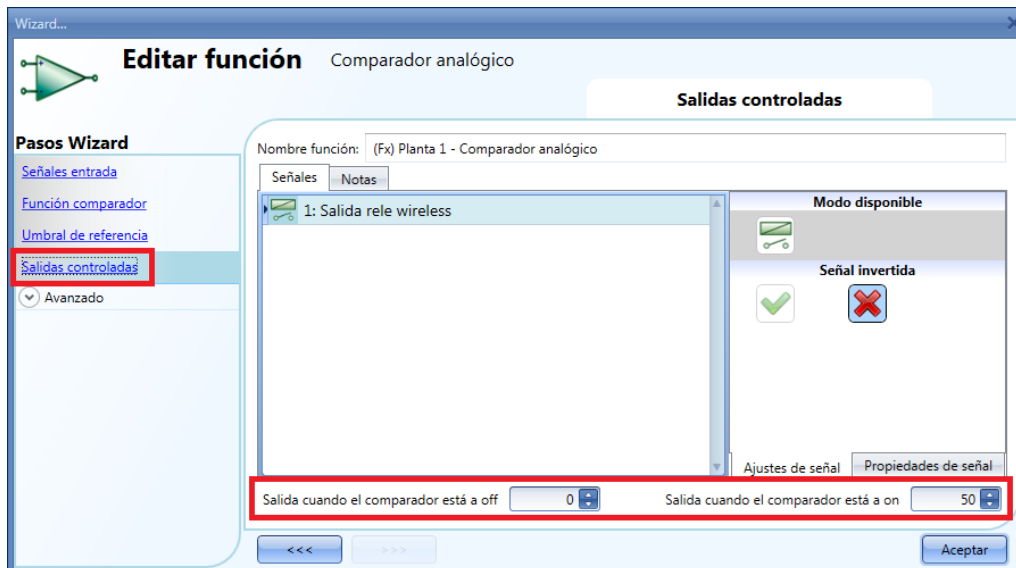 Wizard...
Editar función Comparador analógico
Salidas controladas
Pasos Wizard
Señales entrada
Función comparador
Umbral de referencia
Salidas controladas
Avanzado
Nombre función: (Fx) Planta 1 - Comparador analógico
Señales Notas
1: Salida rele wireless
Modo disponible
Señal invertida
Ajustes de señal Propiedades de señal
Salida cuando el comparador está a off 0 Salida cuando el comparador está a on 50
<<< >>> Aceptar